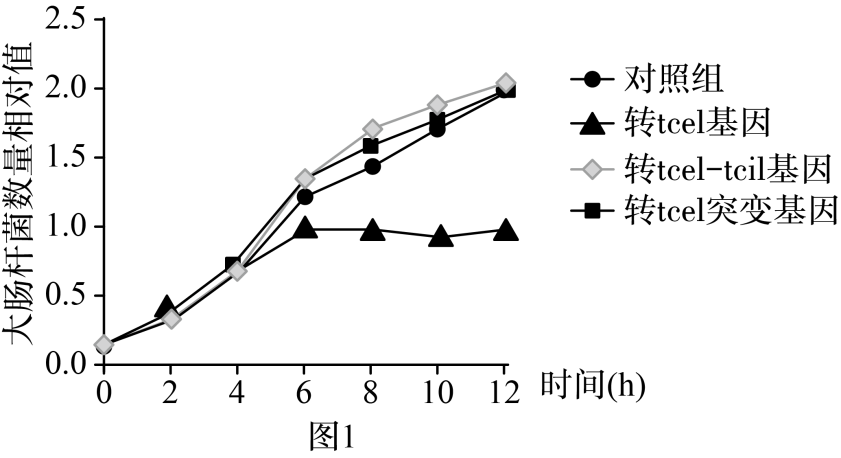 大肠杆菌数量相对值
2.5
2.0
1.5
1.0
0.5
0.0
0 2 4 6 8 10 12 时间(h)
对照组
转tcel基因
转tcel-tcil基因
转tcel突变基因
图1